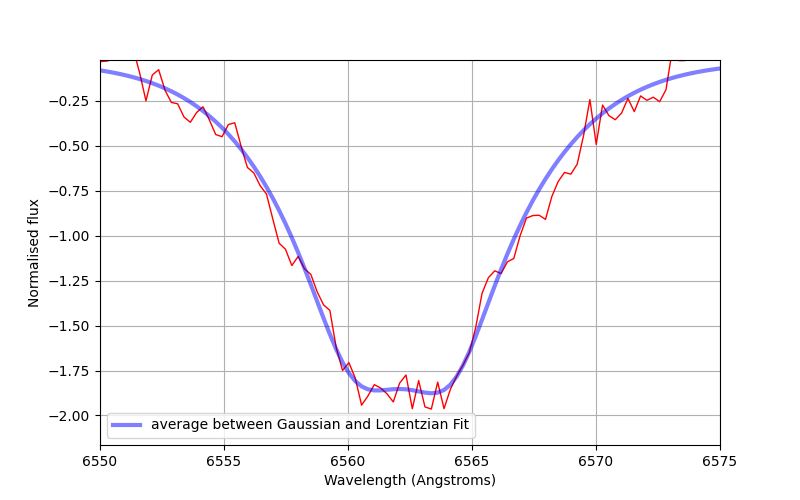 −0.25
−0.50
−0.75
−1.00
−1.25
−1.50
−1.75
−2.00
Normalised flux
average between Gaussian and Lorentzian Fit
6550 6555 6560 6565 6570 6575
Wavelength (Angstroms)